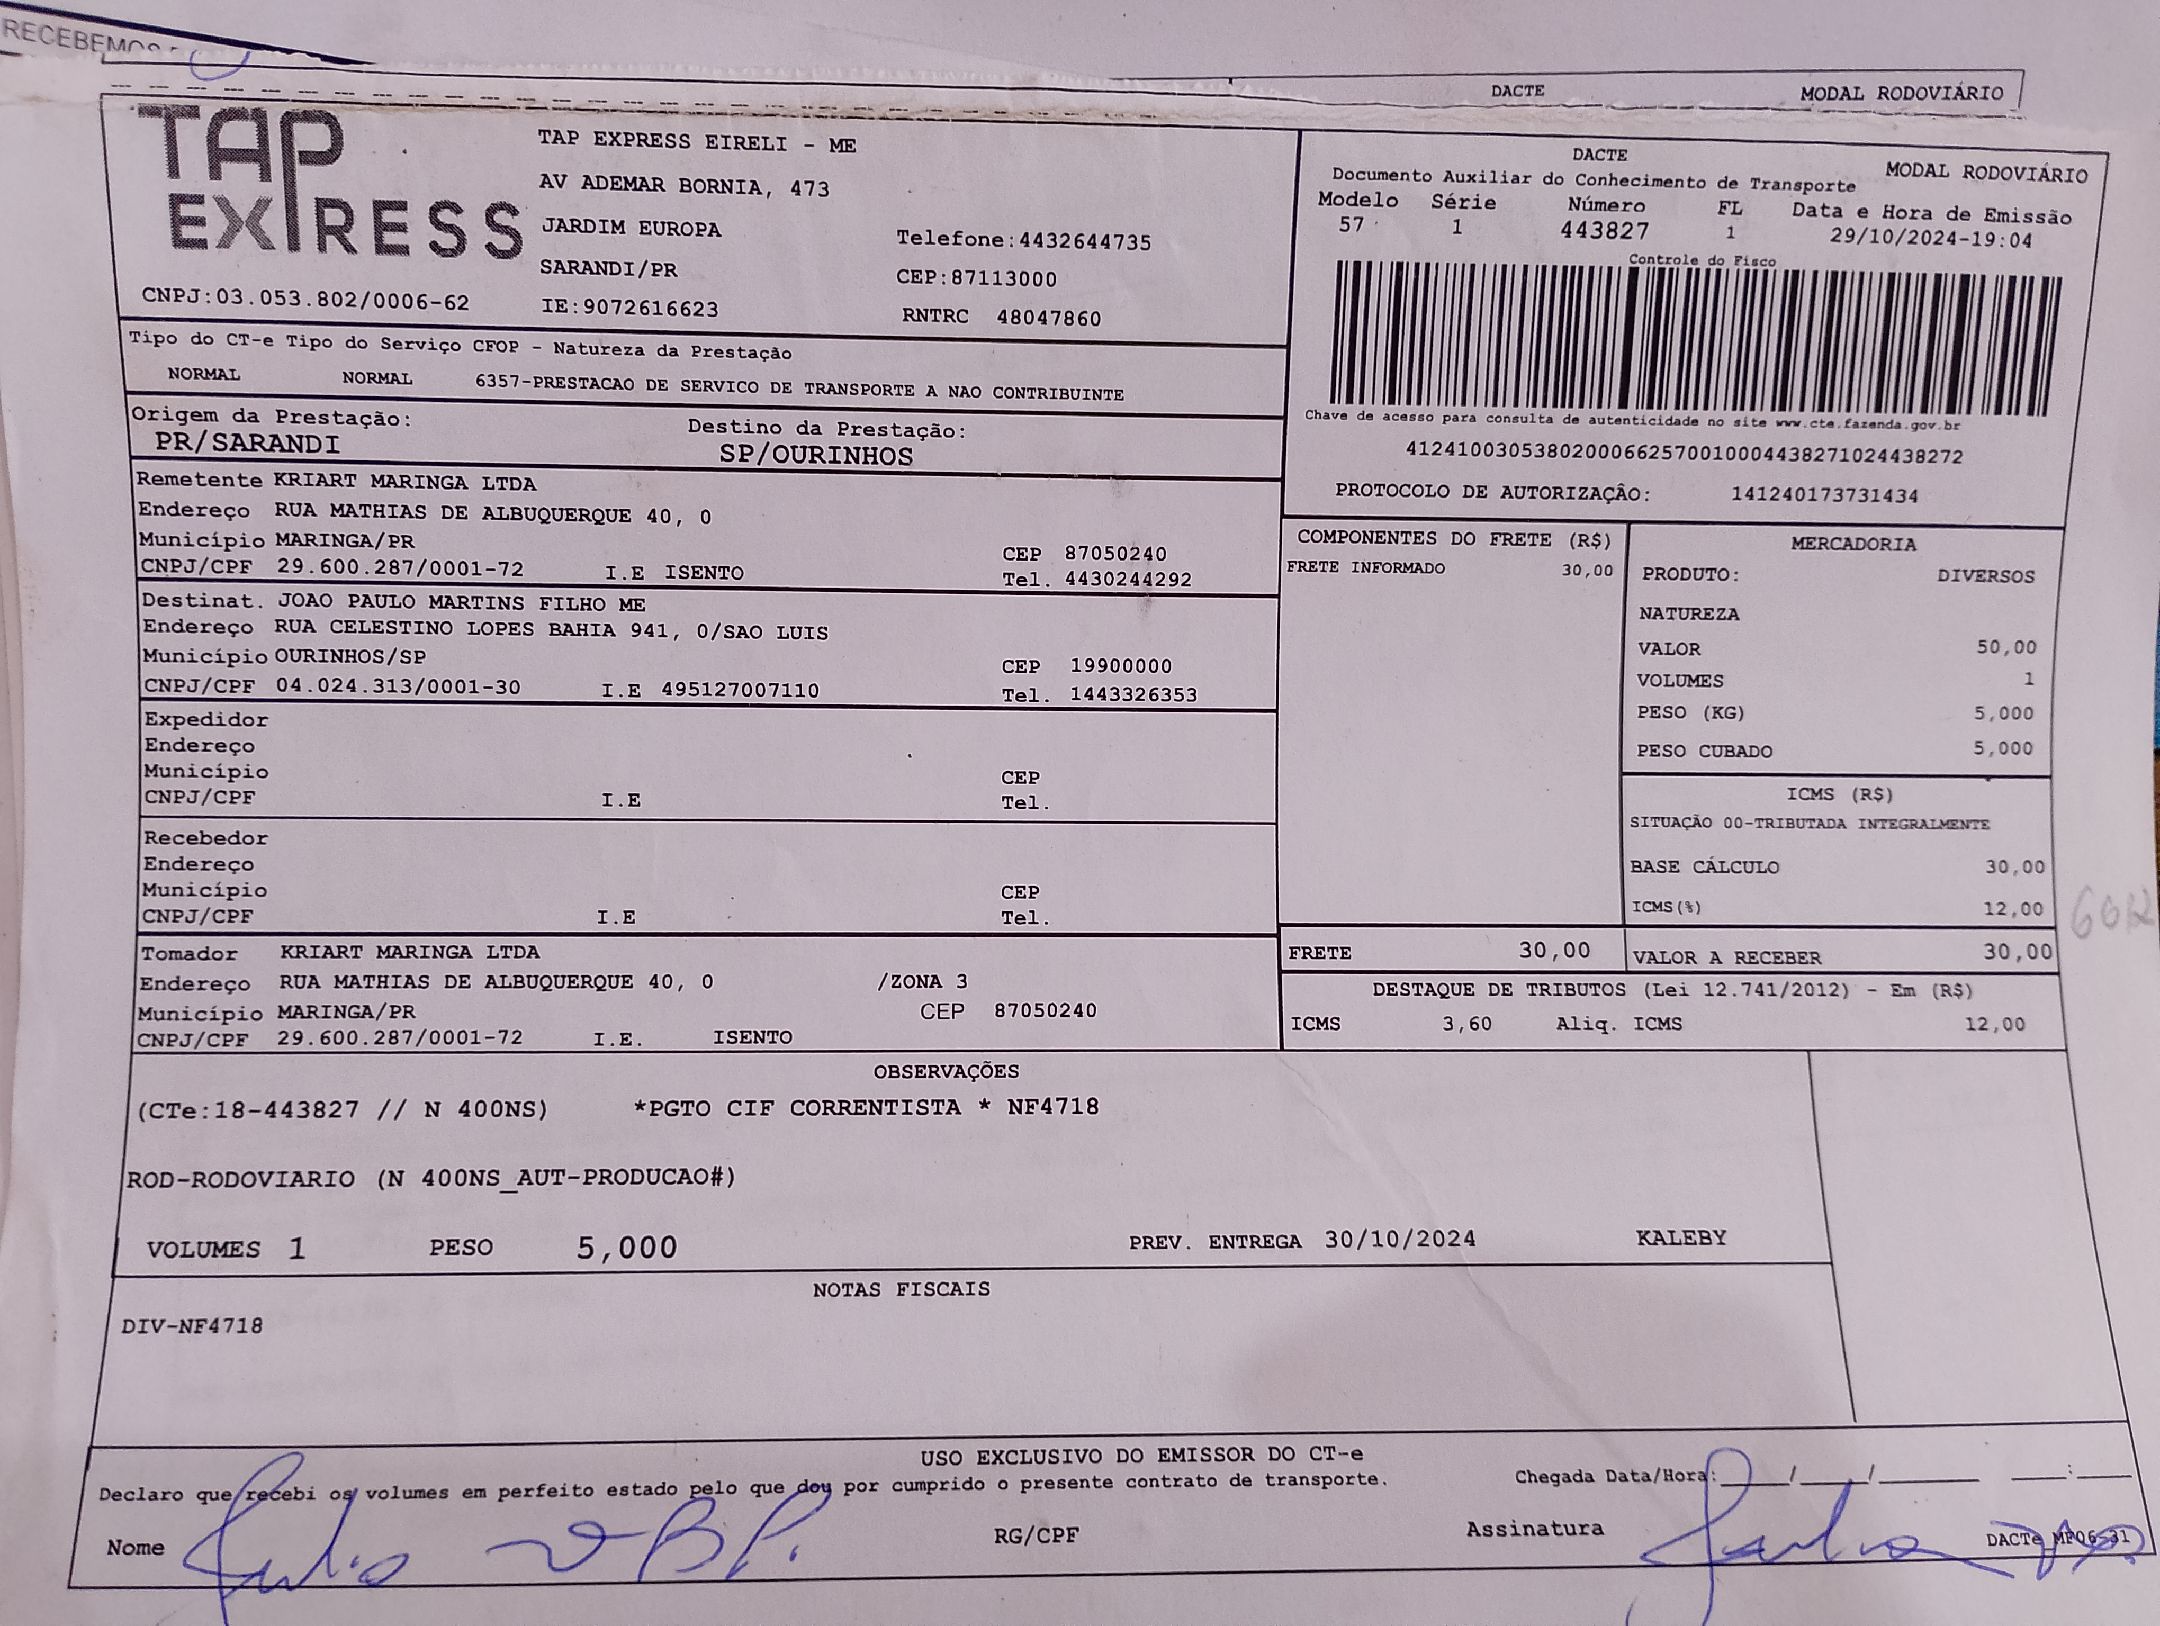 RECEBEMOS
DACTE MODAL RODOVIÁRIO
TAP EXPRESS
TAP EXPRESS EIRELI - ME
AV ADEMAR BORNIA, 473
JARDIM EUROPA Telefone:4432644735
SARANDI/PR CEP:87113000
CNPJ:03.053.802/0006-62 IE:9072616623 RNTRC 48047860
DACTE MODAL RODOVIÁRIO
Documento Auxiliar do Conhecimento de Transporte
Modelo Série Número FL Data e Hora de Emissão
57 1 443827 1 29/10/2024-19:04
Controle do Fisco
Chave de acesso para consulta de autenticidade no site www.cte.fazenda.gov.br
41241003053802000662570010004438271024438272
PROTOCOLO DE AUTORIZAÇÃO: 141240173731434
Tipo do CT-e Tipo do Serviço CFOP - Natureza da Prestação
NORMAL NORMAL 6357-PRESTACAO DE SERVICO DE TRANSPORTE A NAO CONTRIBUINTE
Origem da Prestação: Destino da Prestação:
PR/SARANDI SP/OURINHOS
Remetente KRIART MARINGA LTDA
Endereço RUA MATHIAS DE ALBUQUERQUE 40, 0
Município MARINGA/PR CEP 87050240
CNPJ/CPF 29.600.287/0001-72 I.E ISENTO Tel. 4430244292
Destinat. JOAO PAULO MARTINS FILHO ME
Endereço RUA CELESTINO LOPES BAHIA 941, 0/SAO LUIS
Município OURINHOS/SP CEP 19900000
CNPJ/CPF 04.024.313/0001-30 I.E 495127007110 Tel. 1443326353
Expedidor
Endereço
Município CEP
CNPJ/CPF I.E Tel.
Recebedor
Endereço
Município CEP
CNPJ/CPF I.E Tel.
Tomador KRIART MARINGA LTDA
Endereço RUA MATHIAS DE ALBUQUERQUE 40, 0 /ZONA 3
Município MARINGA/PR CEP 87050240
CNPJ/CPF 29.600.287/0001-72 I.E. ISENTO
COMPONENTES DO FRETE (R$)
FRETE INFORMADO 30,00
MERCADORIA
PRODUTO: DIVERSOS
NATUREZA
VALOR 50,00
VOLUMES 1
PESO (KG) 5,000
PESO CUBADO 5,000
ICMS (R$)
SITUAÇÃO 00-TRIBUTADA INTEGRALMENTE
BASE CÁLCULO 30,00
ICMS(%) 12,00
FRETE 30,00 VALOR A RECEBER 30,00
DESTAQUE DE TRIBUTOS (Lei 12.741/2012) - Em (R$)
ICMS 3,60 Aliq. ICMS 12,00
OBSERVAÇÕES
(CTe:18-443827 // N 400NS) *PGTO CIF CORRENTISTA * NF4718
ROD-RODOVIARIO (N 400NS_AUT-PRODUCAO#)
VOLUMES 1 PESO 5,000 PREV. ENTREGA 30/10/2024 KALEBY
NOTAS FISCAIS
DIV-NF4718
USO EXCLUSIVO DO EMISSOR DO CT-e
Declaro que recebi os volumes em perfeito estado pelo que dou por cumprido o presente contrato de transporte. Chegada Data/Hora:___/___/_____ ___:___
Nome RG/CPF Assinatura DACTe MF06-31